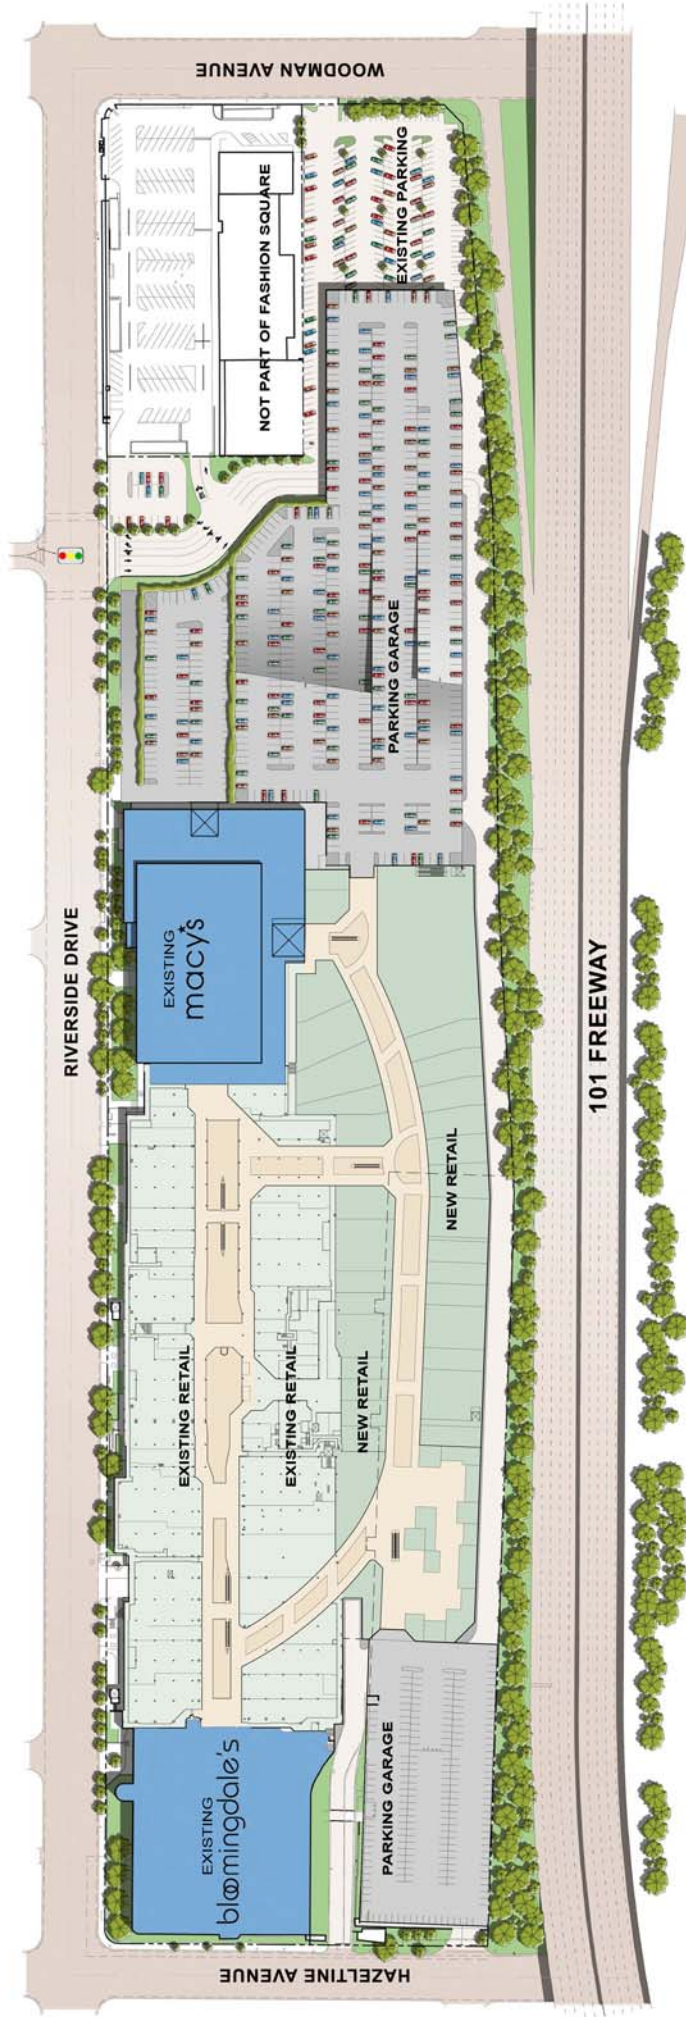 WOODMAN AVENUE
NOT PART OF FASHION SQUARE
EXISTING PARKING
PARKING GARAGE
RIVERSIDE DRIVE
EXISTING
macy's
101 FREEWAY
NEW RETAIL
EXISTING RETAIL
EXISTING RETAIL
NEW RETAIL
EXISTING
bloomingdale's
PARKING GARAGE
HAZELTINE AVENUE